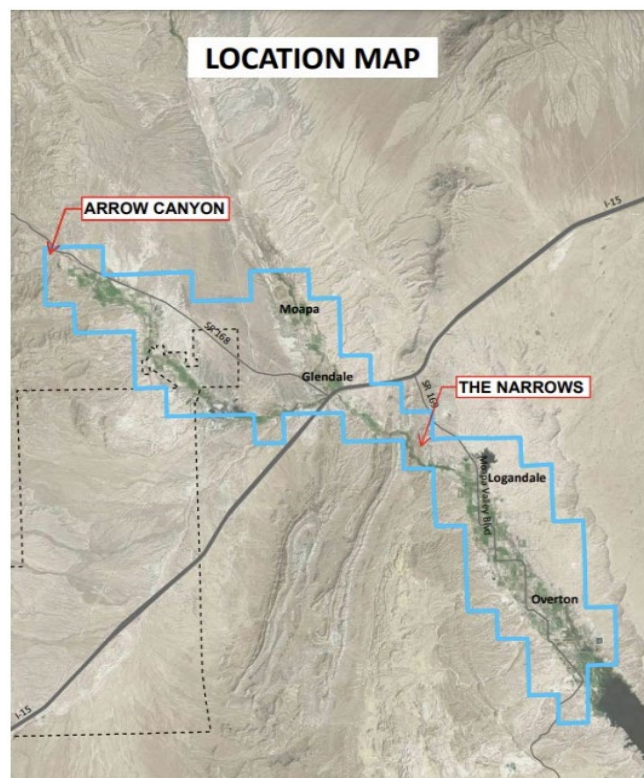 LOCATION MAP
I-15
ARROW CANYON
Moapa
SR 168
Glendale
SR 169
THE NARROWS
Moapa Valley Blvd
Logandale
Overton
I-15